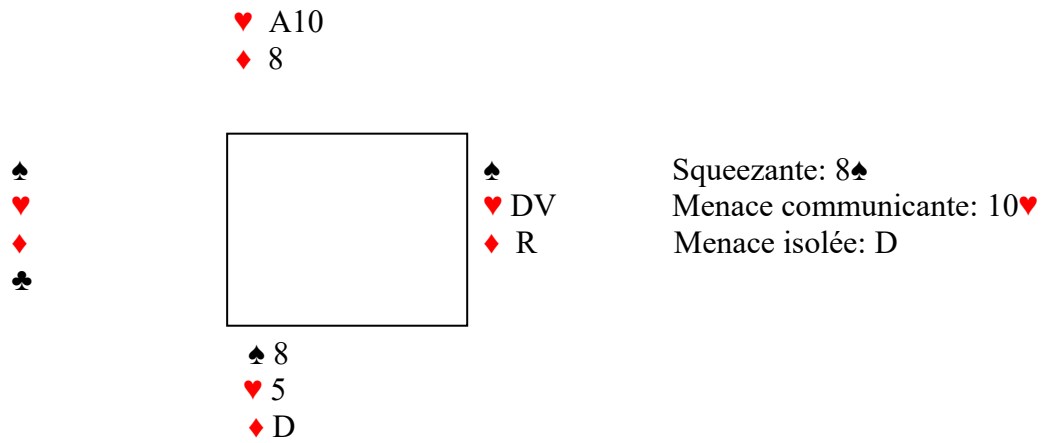 ♥ A10
♦ 8
♠ ♠ Squeezante: 8♠
♥ ♥ DV Menace communicante: 10♥
♦ ♦ R Menace isolée: D
♣
♠ 8
♥ 5
♦ D